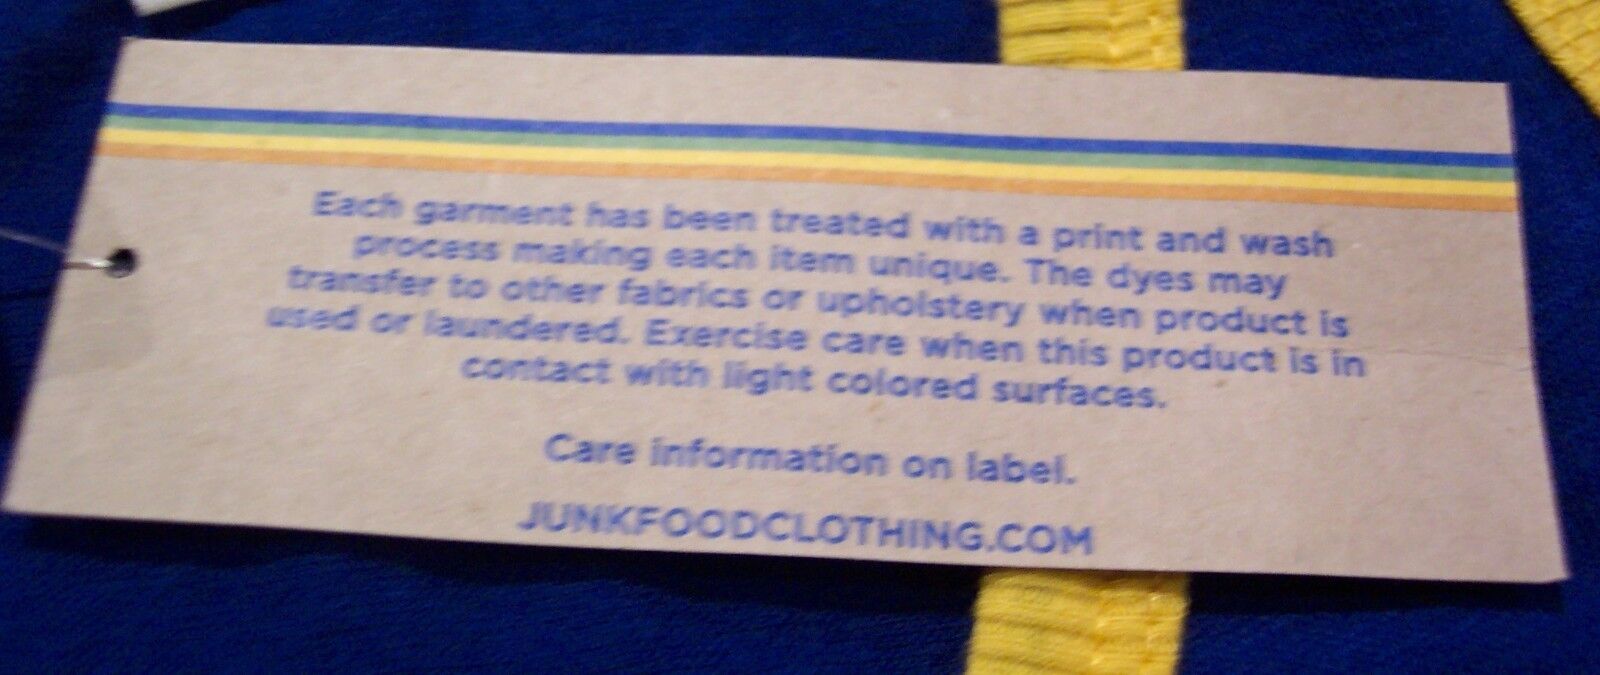 Each garment has been treated with a print and wash
process making each item unique. The dyes may
transfer to other fabrics or upholstery when product is
used or laundered. Exercise care when this product is in
contact with light colored surfaces.
Care information on label.
JUNKFOODCLOTHING.COM